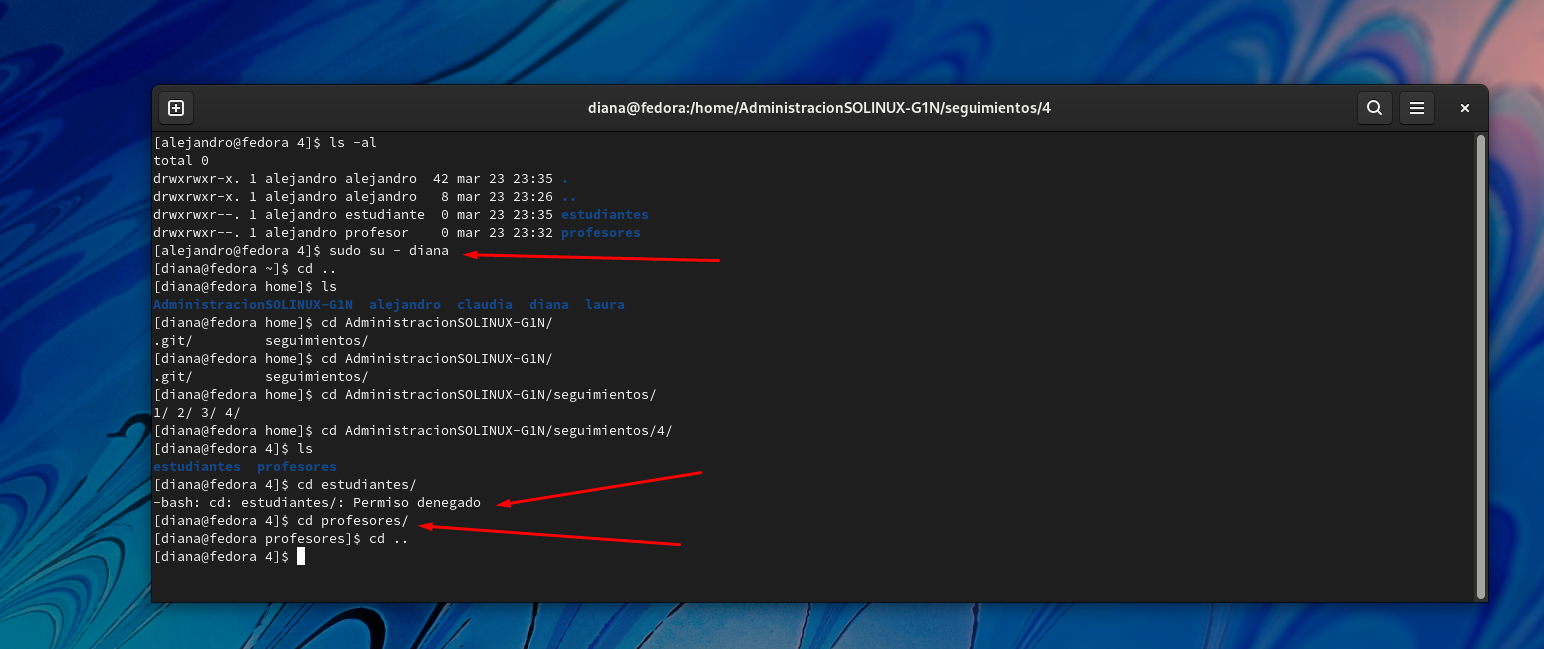 diana@fedora:/home/AdministracionSOLINUX-G1N/seguimientos/4
[alejandro@fedora 4]$ ls -al
total 0
drwxrwxr-x. 1 alejandro alejandro  42 mar 23 23:35 .
drwxrwxr-x. 1 alejandro alejandro   8 mar 23 23:26 ..
drwxrwxr--. 1 alejandro estudiante  0 mar 23 23:35 estudiantes
drwxrwxr--. 1 alejandro profesor    0 mar 23 23:32 profesores
[alejandro@fedora 4]$ sudo su - diana
[diana@fedora ~]$ cd ..
[diana@fedora home]$ ls
AdministracionSOLINUX-G1N  alejandro  claudia  diana  laura
[diana@fedora home]$ cd AdministracionSOLINUX-G1N/
.git/         seguimientos/
[diana@fedora home]$ cd AdministracionSOLINUX-G1N/
.git/         seguimientos/
[diana@fedora home]$ cd AdministracionSOLINUX-G1N/seguimientos/
1/ 2/ 3/ 4/
[diana@fedora home]$ cd AdministracionSOLINUX-G1N/seguimientos/4/
[diana@fedora 4]$ ls
estudiantes  profesores
[diana@fedora 4]$ cd estudiantes/
-bash: cd: estudiantes/: Permiso denegado
[diana@fedora 4]$ cd profesores/
[diana@fedora profesores]$ cd ..
[diana@fedora 4]$